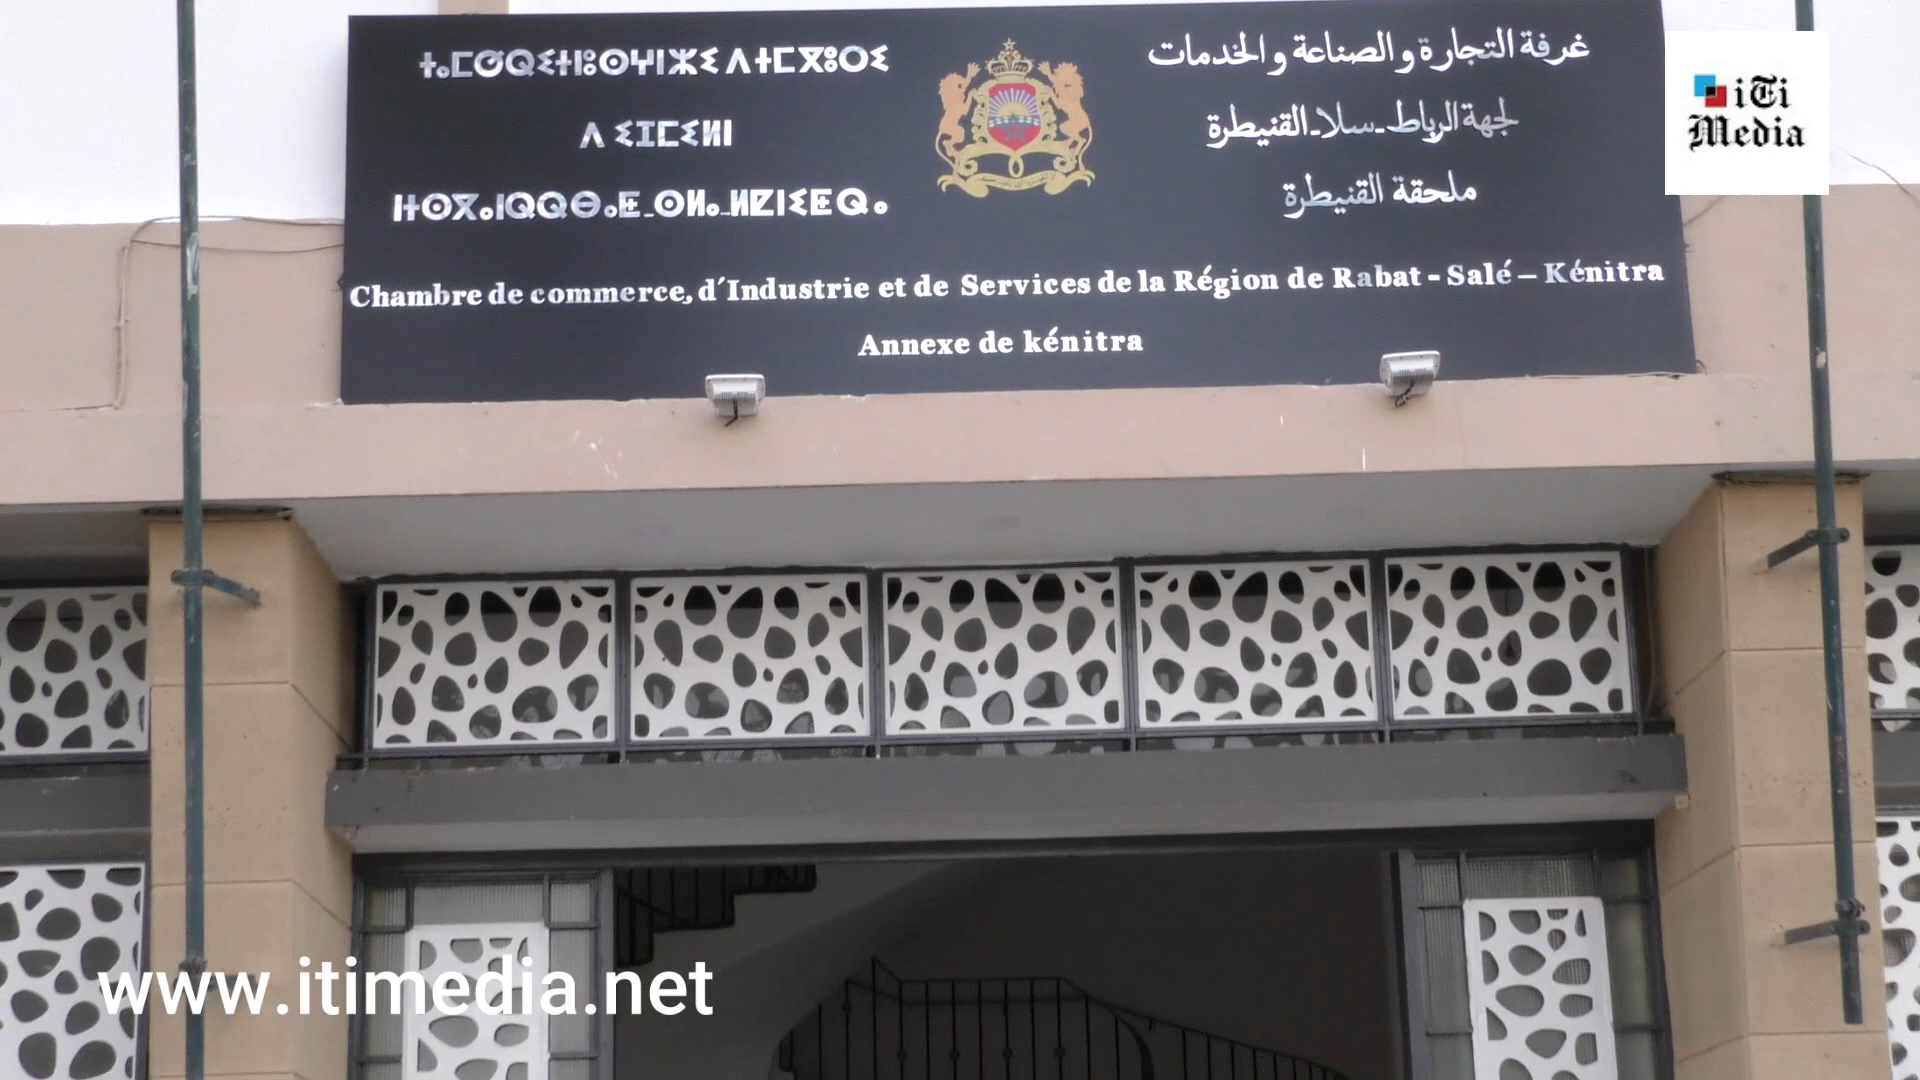 غرفة التجارة والصناعة والخدمات
لجهة الرباط-سلا-القنيطرة
ملحقة القنيطرة
ⴷ ⵉⵊⵎⵉⵍⵏ
Chambre de commerce, d'Industrie et de Services de la Région de Rabat - Salé – Kénitra
Annexe de kénitra
iTi
Media
www.itimedia.net